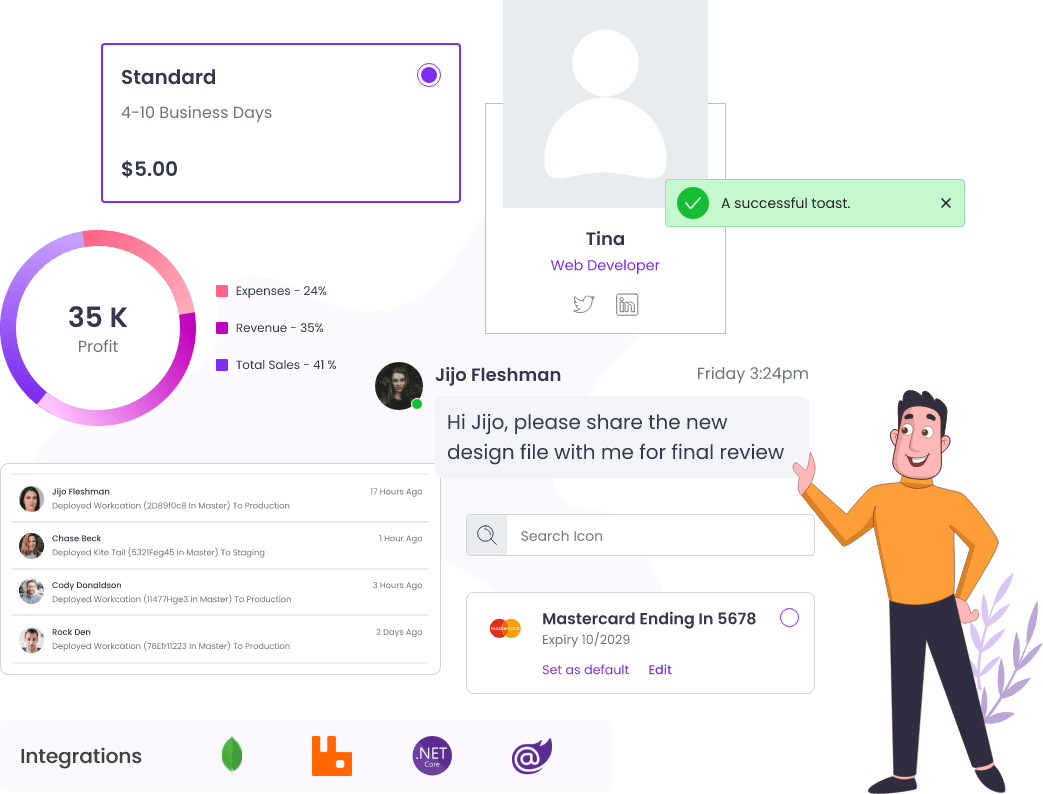 Standard
4-10 Business Days
$5.00
Tina
Web Developer
A successful toast.
35 K
Profit
Expenses - 24%
Revenue - 35%
Total Sales - 41 %
Jijo Fleshman
Friday 3:24pm
Hi Jijo, please share the new
design file with me for final review
Jijo Fleshman
17 Hours Ago
Deployed Workcation (2D89f0c8 In Master) To Production
Chase Beck
1 Hour Ago
Deployed Kite Tail (5321Feg45 In Master) To Staging
Cody Donaldson
3 Hours Ago
Deployed Workcation (11477Hge3 In Master) To Production
Rock Den
2 Days Ago
Deployed Workcation (76Efr11223 In Master) To Production
Search Icon
mastercard
Mastercard Ending In 5678
Expiry 10/2029
Set as default
Edit
Integrations
.NET
Core
@